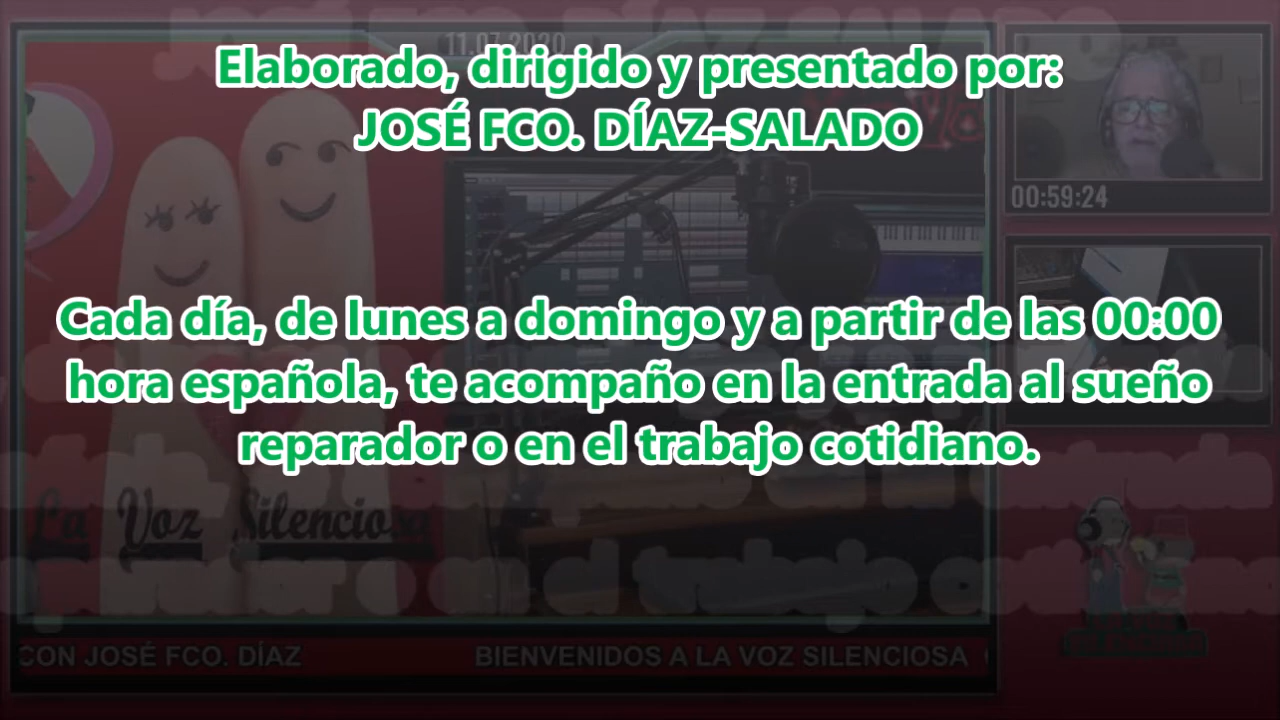 11.07.2020
Elaborado, dirigido y presentado por:
JOSÉ FCO. DÍAZ-SALADO
00:59:24
Cada día, de lunes a domingo y a partir de las 00:00
hora española, te acompaño en la entrada al sueño
reparador o en el trabajo cotidiano.
La Voz Silenciosa
CON JOSÉ FCO. DÍAZ
BIENVENIDOS A LA VOZ SILENCIOSA